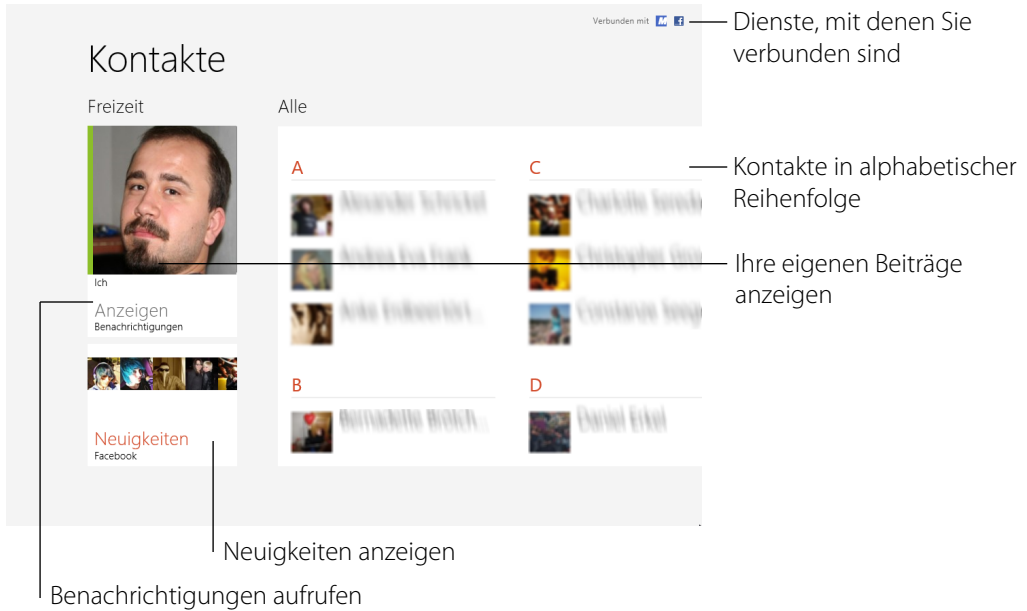 Verbunden mit
Dienste, mit denen Sie
verbunden sind
Kontakte
Freizeit
Alle
A
C
Kontakte in alphabetischer
Reihenfolge
Ihre eigenen Beiträge
anzeigen
Ich
Anzeigen
Benachrichtigungen
B
D
Neuigkeiten
Facebook
Neuigkeiten anzeigen
Benachrichtigungen aufrufen